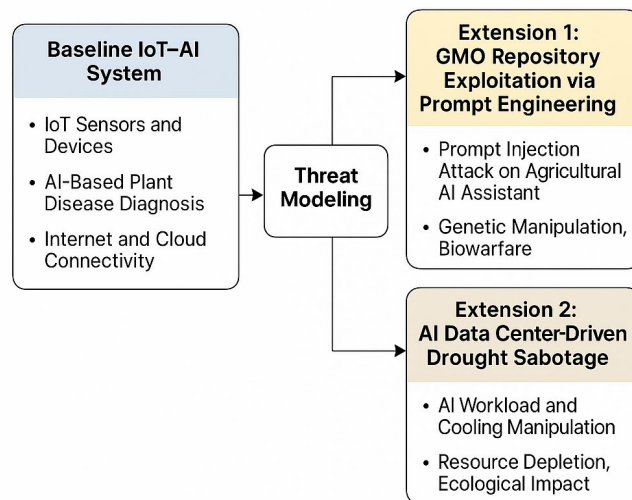 Baseline IoT–AI
System
• IoT Sensors and
Devices
• AI-Based Plant
Disease Diagnosis
• Internet and Cloud
Connectivity
Threat
Modeling
Extension 1:
GMO Repository
Exploitation via
Prompt Engineering
• Prompt Injection
Attack on Agricultural
AI Assistant
• Genetic Manipulation,
Biowarfare
Extension 2:
AI Data Center-Driven
Drought Sabotage
• AI Workload and
Cooling Manipulation
• Resource Depletion,
Ecological Impact